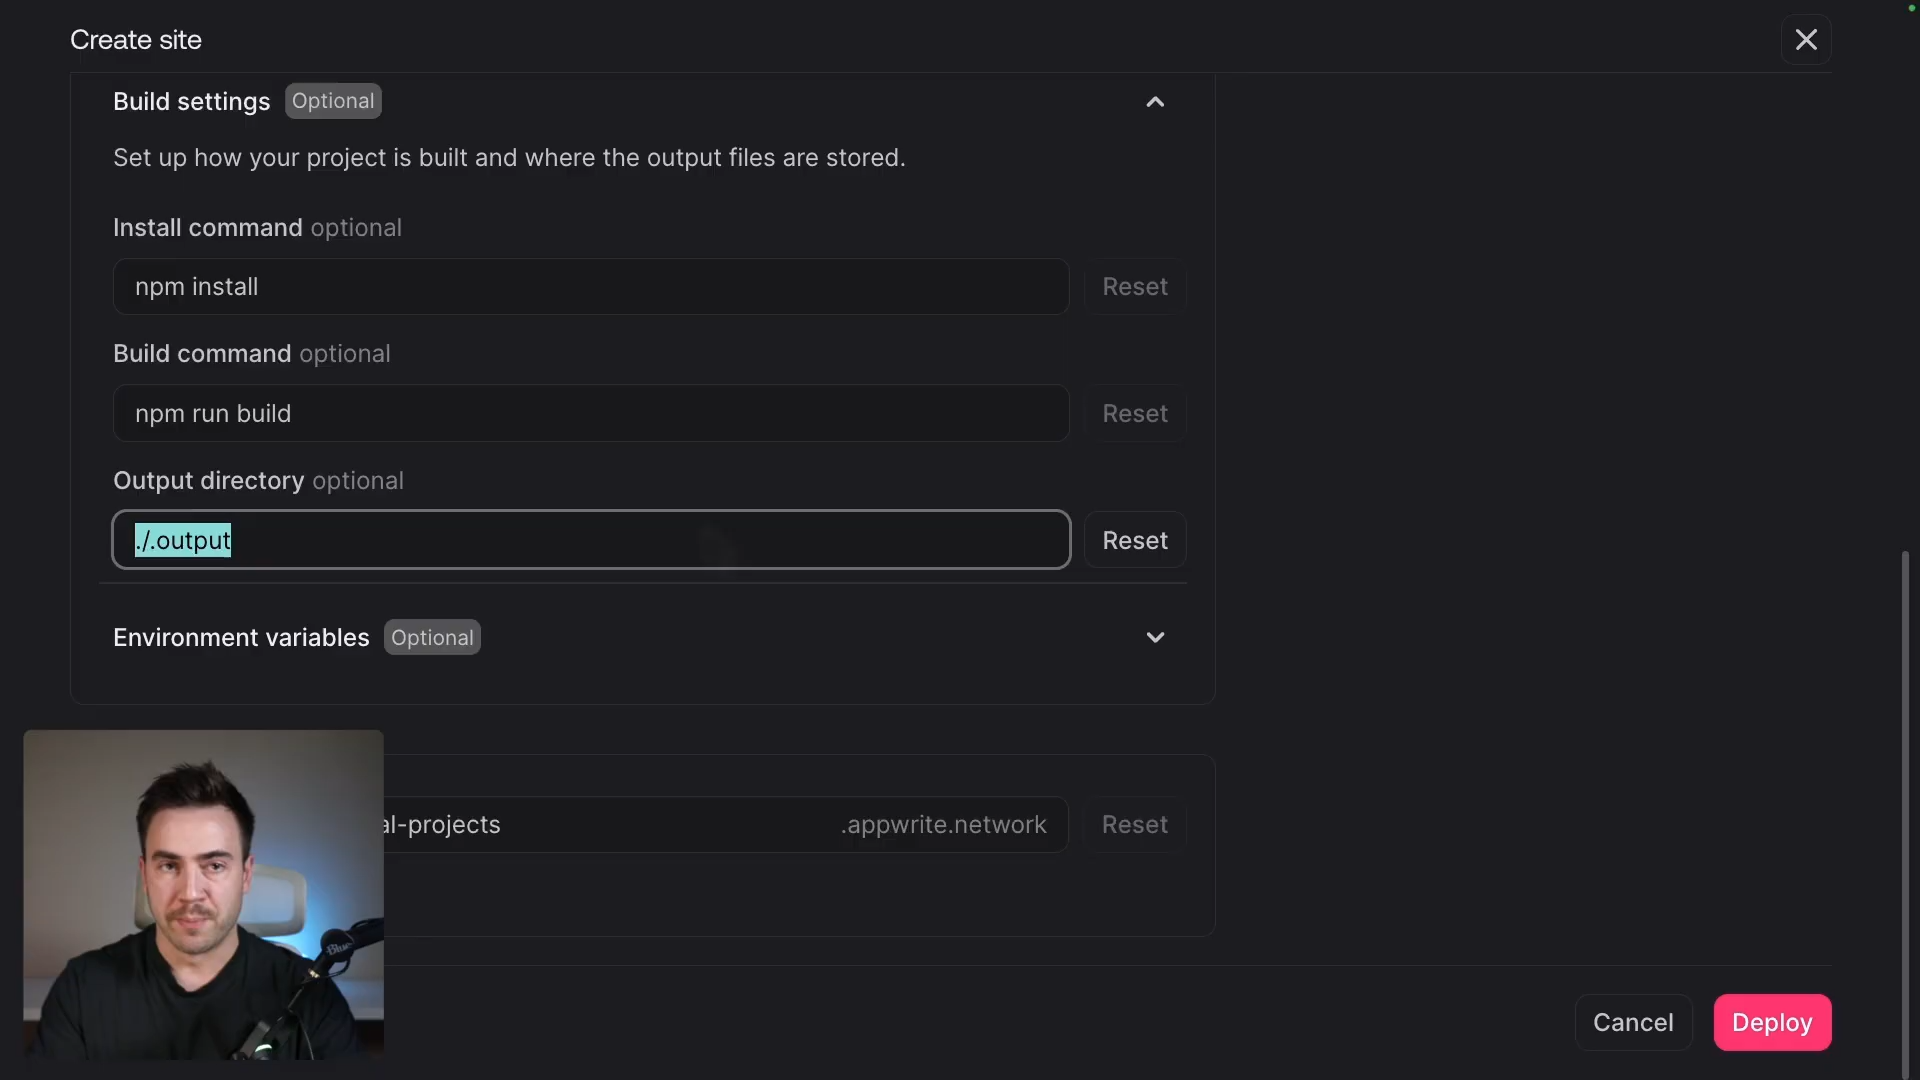 Create site
Build settings Optional
Set up how your project is built and where the output files are stored.
Install command optional
npm install Reset
Build command optional
npm run build Reset
Output directory optional
./.output Reset
Environment variables Optional
al-projects .appwrite.network Reset
Blue
Cancel Deploy